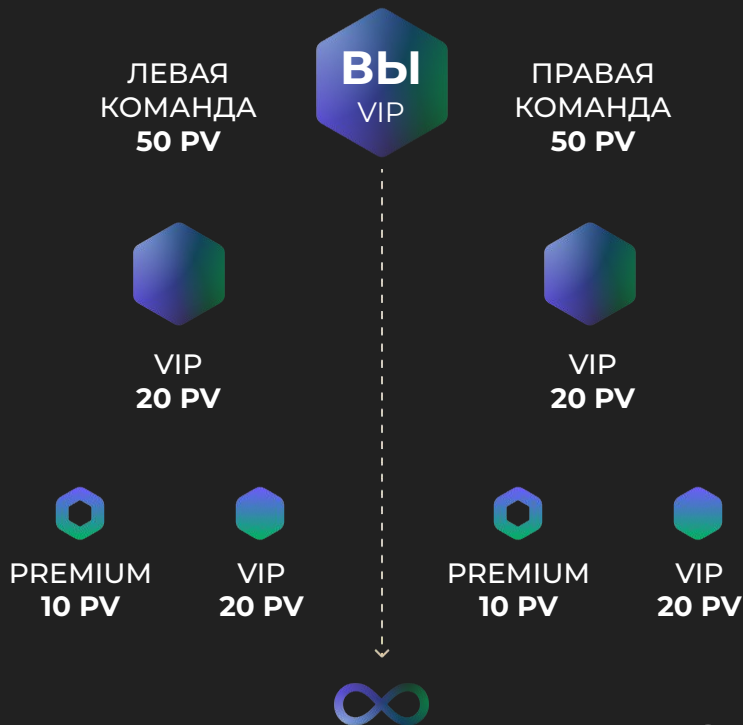 ВЫ
VIP
ЛЕВАЯ
КОМАНДА
50 PV
ПРАВАЯ
КОМАНДА
50 PV
VIP
20 PV
VIP
20 PV
PREMIUM
10 PV
VIP
20 PV
PREMIUM
10 PV
VIP
20 PV